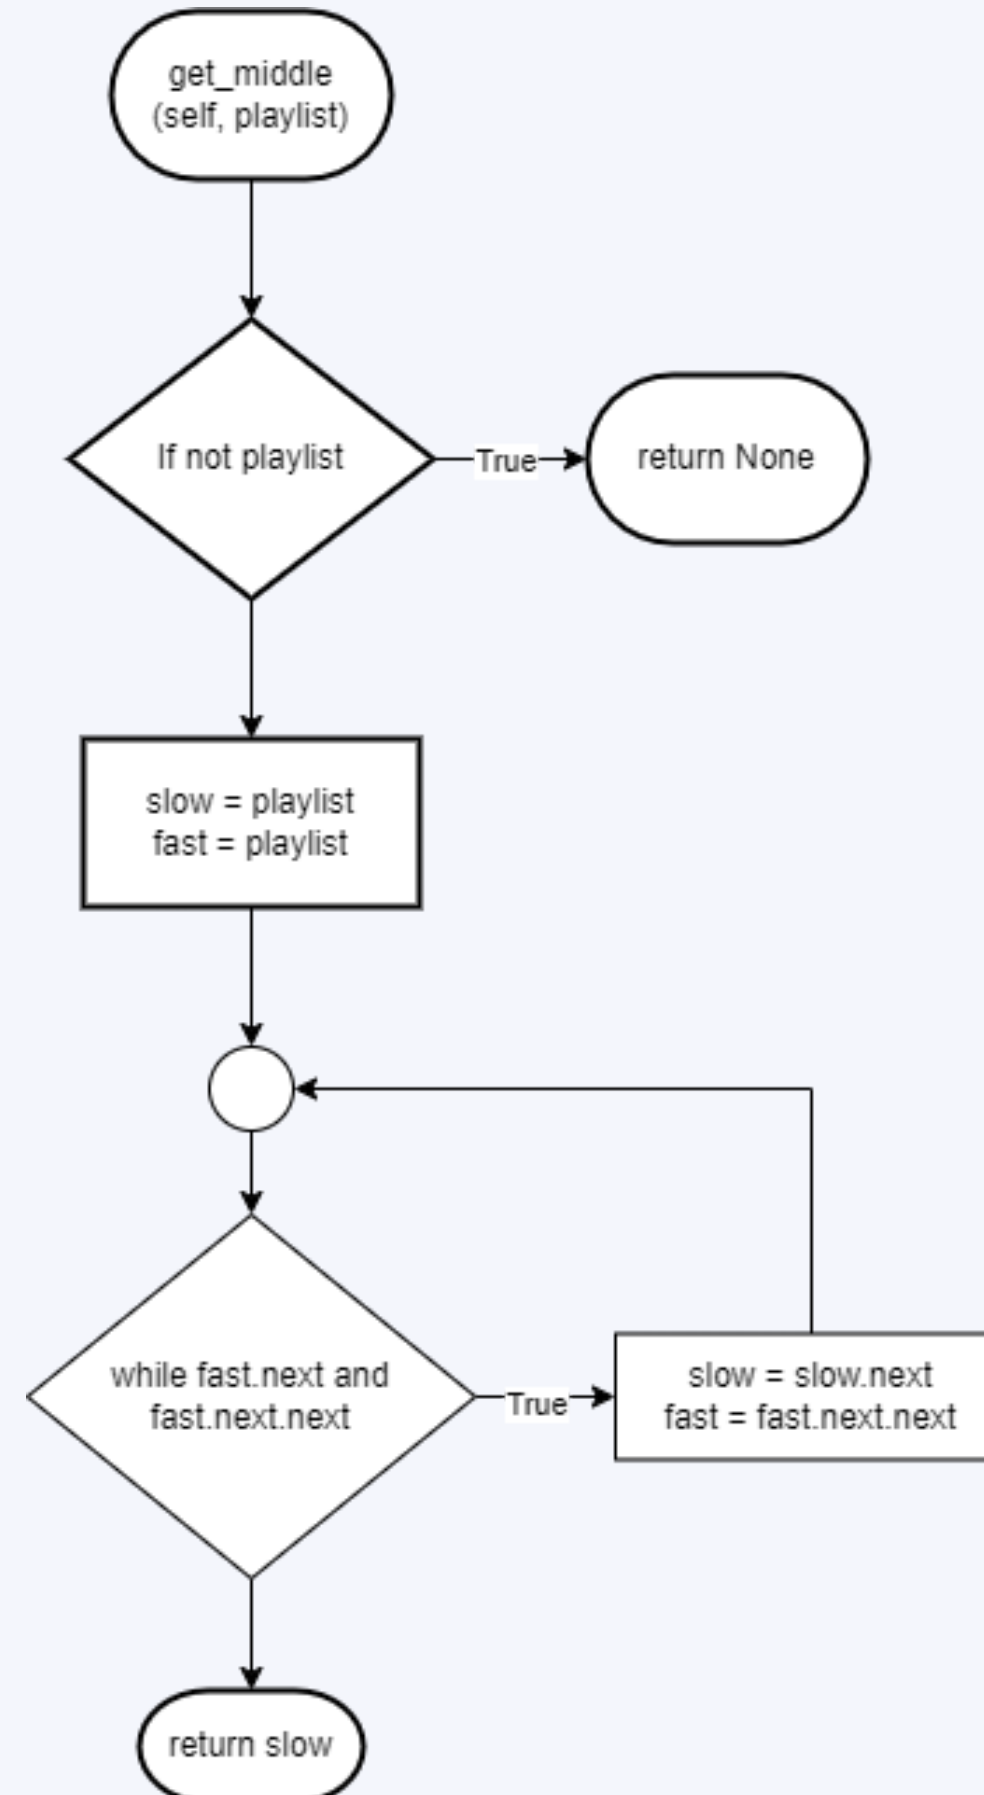 get_middle
(self, playlist)
If not playlist
True
return None
slow = playlist
fast = playlist
while fast.next and
fast.next.next
True
slow = slow.next
fast = fast.next.next
return slow